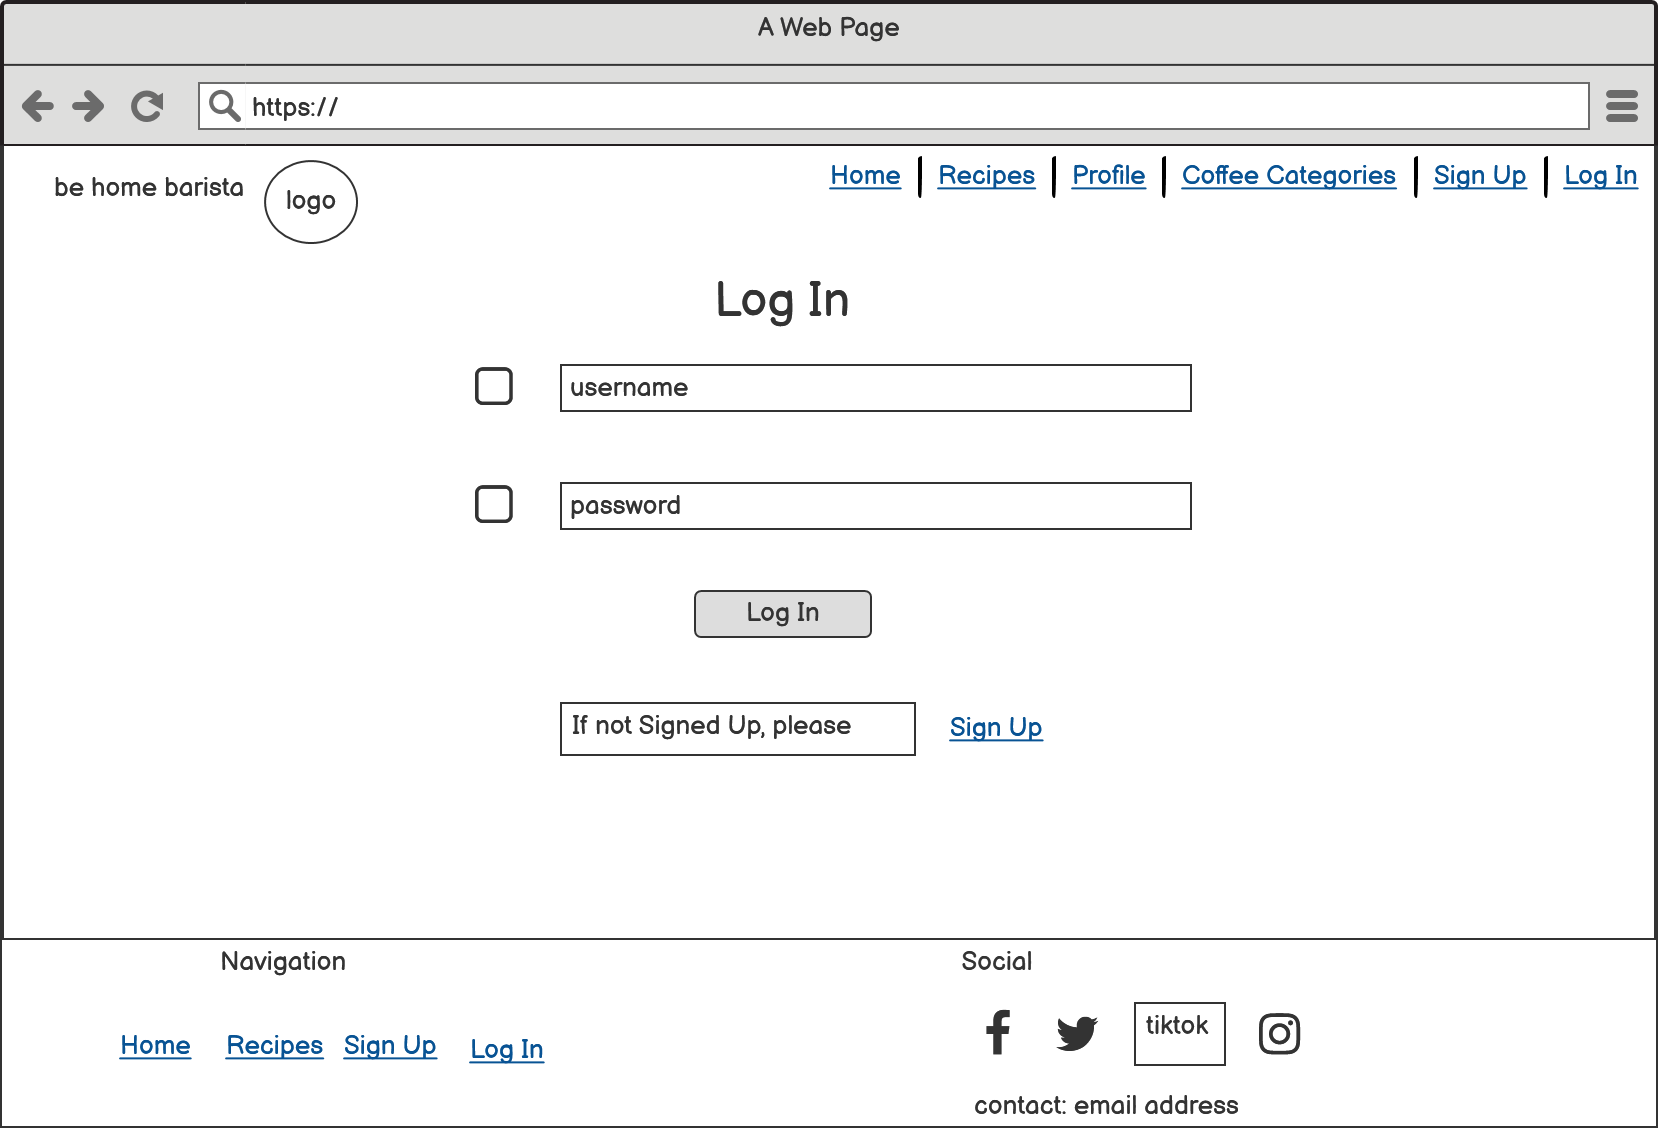 A Web Page
https://
be home barista
logo
Home Recipes Profile Coffee Categories Sign Up Log In
Log In
username
password
Log In
If not Signed Up, please Sign Up
Navigation
Home Recipes Sign Up Log In
Social
tiktok
contact: email address